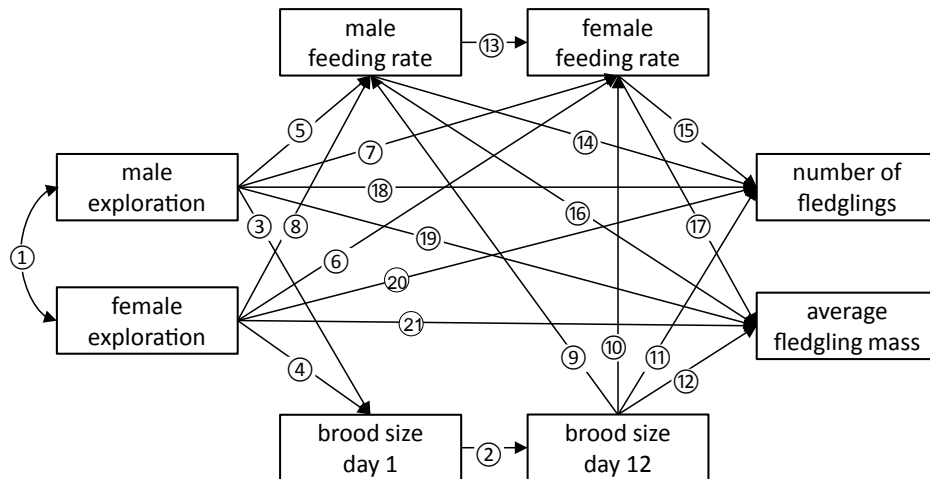 male
feeding rate
⑬
female
feeding rate
⑤
⑦
⑭
⑮
male
exploration
⑱
number of
fledglings
①
③
⑧
⑥
⑲
⑯
⑰
⑳
female
exploration
㉑
average
fledgling mass
④
⑨
⑩
⑪
⑫
brood size
day 1
②
brood size
day 12